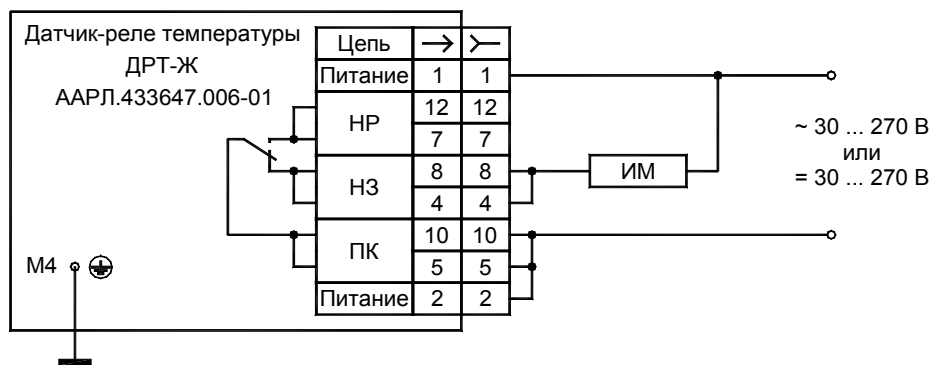 Датчик-реле температуры
ДРТ-Ж
ААРЛ.433647.006-01
Цепь
Питание 1 1
НР 12 12
7 7
НЗ 8 8
4 4
ПК 10 10
5 5
Питание 2 2
ИМ
~ 30 ... 270 В
или
= 30 ... 270 В
М4